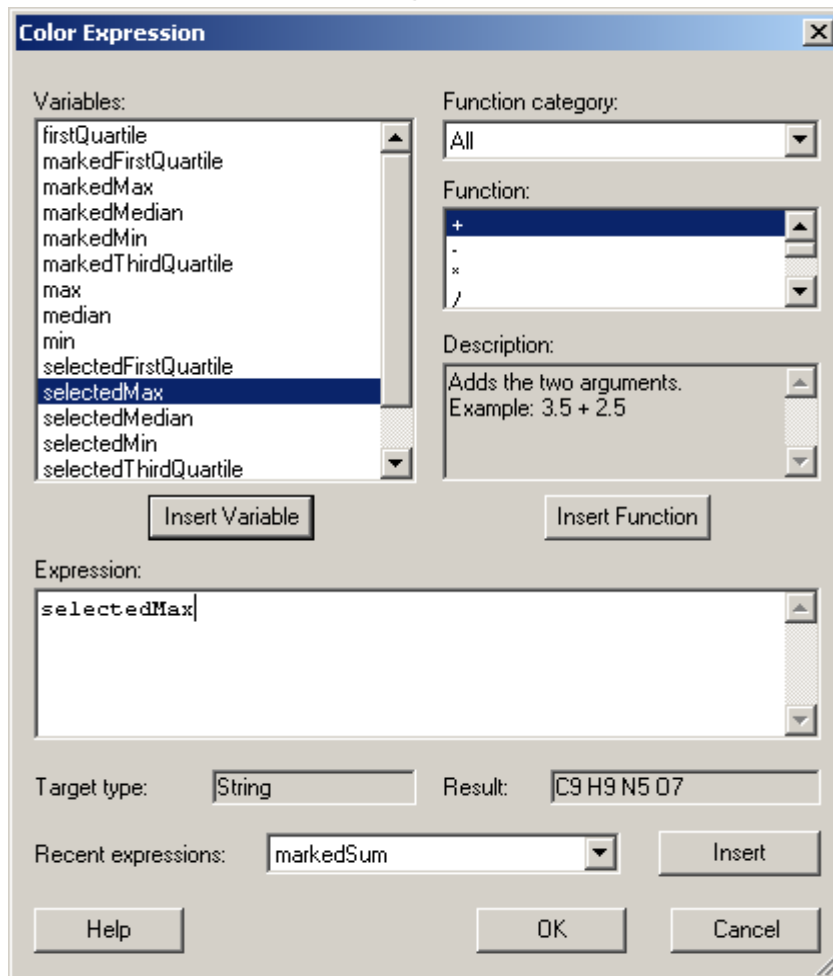 Color Expression
Variables:
firstQuartile
markedFirstQuartile
markedMax
markedMedian
markedMin
markedThirdQuartile
max
median
min
selectedFirstQuartile
selectedMax
selectedMedian
selectedMin
selectedThirdQuartile
Insert Variable
Function category:
All
Function:
+
-
*
/
Description:
Adds the two arguments.
Example: 3.5 + 2.5
Insert Function
Expression:
selectedMax
Target type: String Result: C9 H9 N5 O7
Recent expressions: markedSum Insert
Help OK Cancel